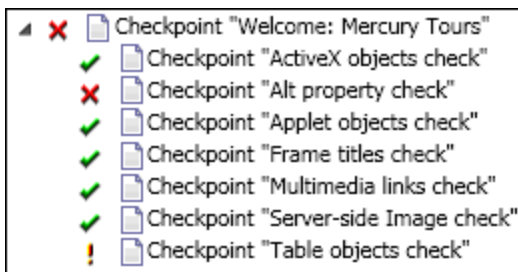 Checkpoint "Welcome: Mercury Tours"
Checkpoint "ActiveX objects check"
Checkpoint "Alt property check"
Checkpoint "Applet objects check"
Checkpoint "Frame titles check"
Checkpoint "Multimedia links check"
Checkpoint "Server-side Image check"
Checkpoint "Table objects check"